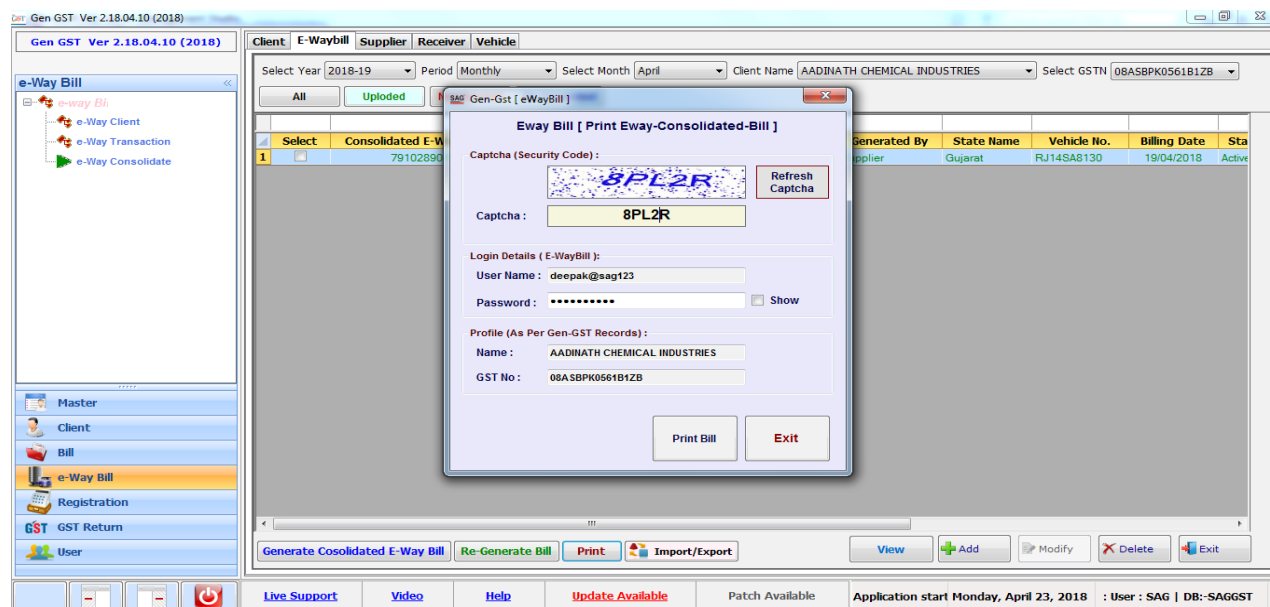 GST Gen GST Ver 2.18.04.10 (2018)
Gen GST Ver 2.18.04.10 (2018)
Client E-Waybill Supplier Receiver Vehicle
Select Year 2018-19 Period Monthly Select Month April Client Name AADINATH CHEMICAL INDUSTRIES Select GSTN 08ASBPK0561B1ZB
e-Way Bill
All Uploded
e-way Bi
e-Way Client
e-Way Transaction
e-Way Consolidate
Select Consolidated E-W Generated By State Name Vehicle No. Billing Date Sta
1 79102890 pplier Gujarat RJ14SA8130 19/04/2018 Active
SAG Gen-Gst [ eWayBill ]
Eway Bill [ Print Eway-Consolidated-Bill ]
Captcha (Security Code) :
8PL2R
Refresh
Captcha
Captcha : 8PL2R
Login Details ( E-WayBill ):
User Name : deepak@sag123
Password : •••••••••• Show
Profile (As Per Gen-GST Records) :
Name : AADINATH CHEMICAL INDUSTRIES
GST No : 08ASBPK0561B1ZB
Print Bill Exit
Master
Client
Bill
e-Way Bill
Registration
GST GST Return
User
Generate Cosolidated E-Way Bill Re-Generate Bill Print Import/Export View Add Modify Delete Exit
Live Support Video Help Update Available Patch Available Application start Monday, April 23, 2018 : User : SAG | DB:-SAGGST